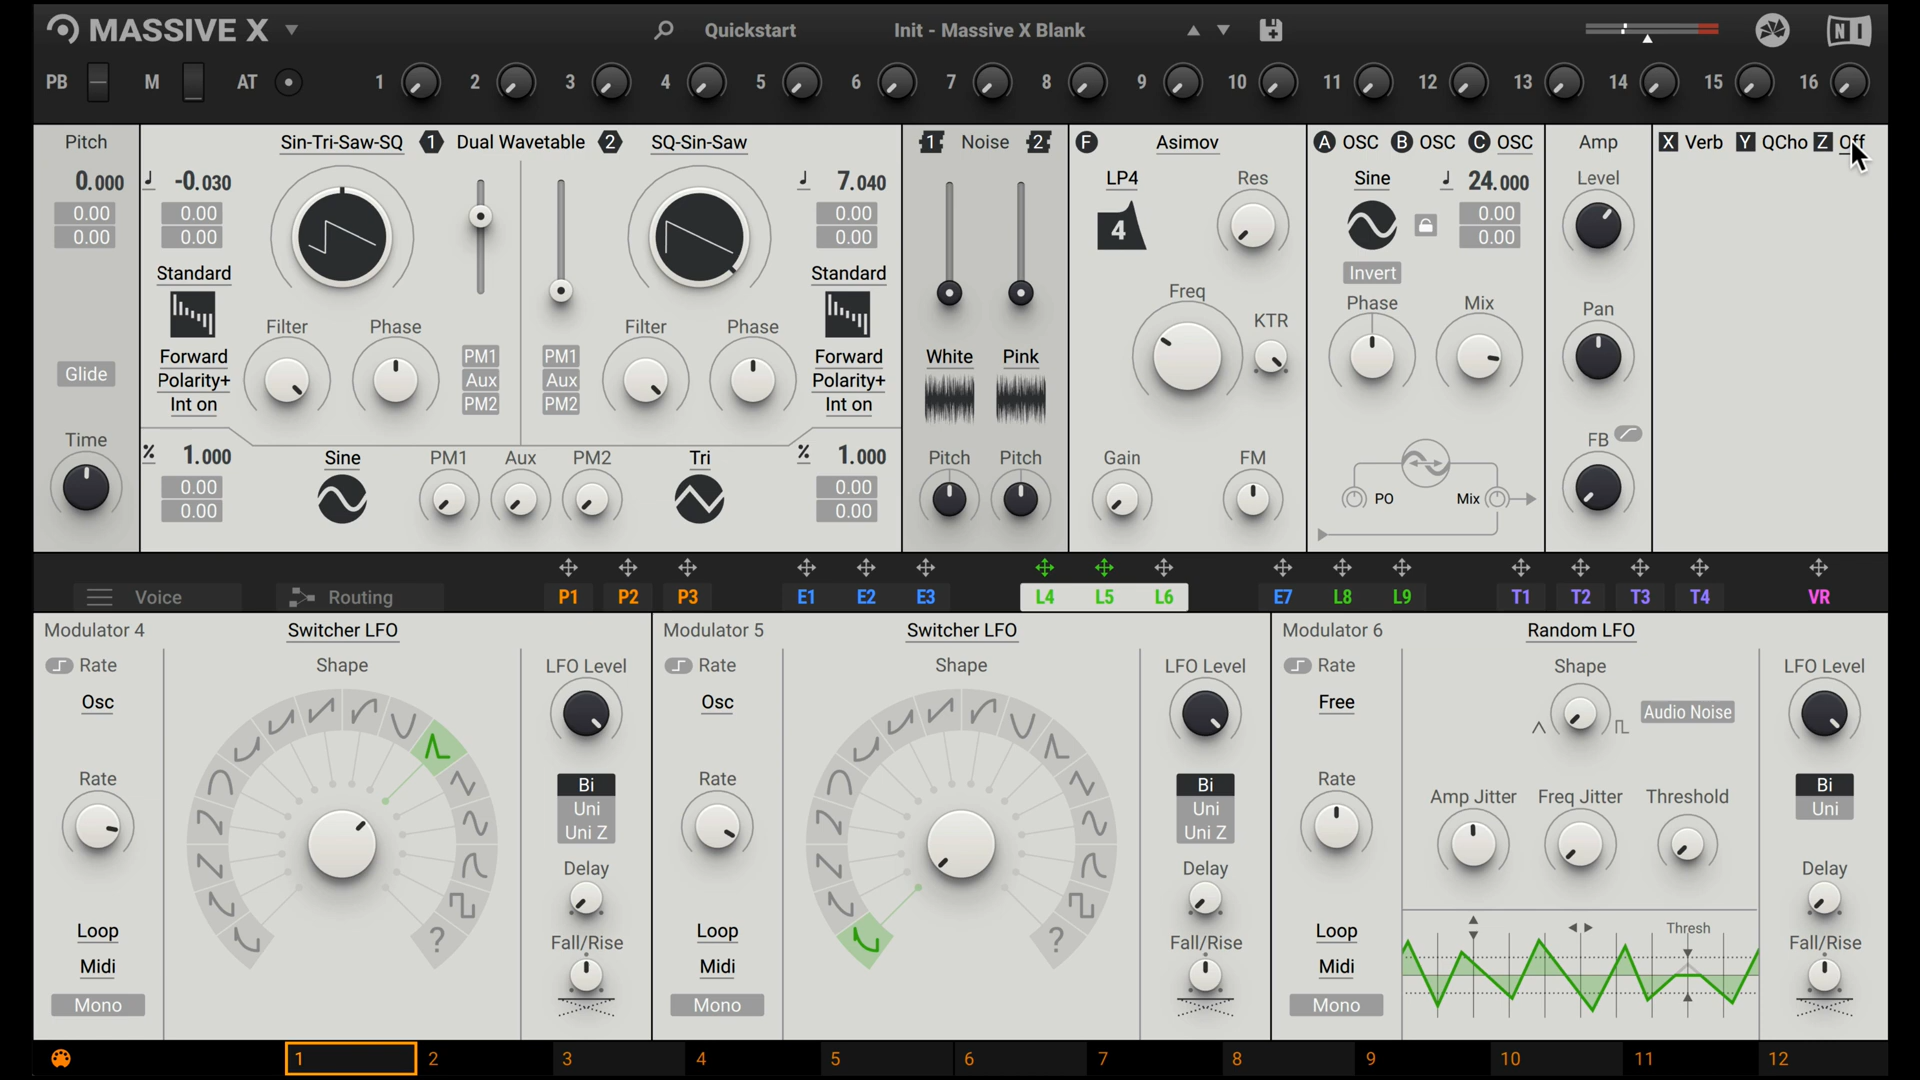 MASSIVE X
Quickstart
Init - Massive X Blank
NI
PB M AT 1 2 3 4 5 6 7 8 9 10 11 12 13 14 15 16
Pitch Sin-Tri-Saw-SQ 1 Dual Wavetable 2 SQ-Sin-Saw 1 Noise 2 F Asimov A OSC B OSC C OSC Amp X Verb Y QCho Z Off
0.000 -0.030 7.040 LP4 Res Sine 24.000 Level
0.00 0.00 0.00 4 0.00
0.00 0.00 0.00 0.00
Standard Standard Invert
Freq Phase Mix Pan
Filter Phase Filter Phase KTR
Forward PM1 PM1 Forward White Pink
Glide Polarity+ Aux Aux Polarity+
Int on PM2 PM2 Int on
Time FB
% 1.000 Sine PM1 Aux PM2 Tri % 1.000 Pitch Pitch Gain FM
0.00 0.00 PO Mix
0.00 0.00
Voice Routing P1 P2 P3 E1 E2 E3 L4 L5 L6 E7 L8 L9 T1 T2 T3 T4 VR
Modulator 4 Switcher LFO Modulator 5 Switcher LFO Modulator 6 Random LFO
Rate Shape LFO Level Rate Shape LFO Level Rate Shape LFO Level
Osc Osc Free Audio Noise
Rate Bi Rate Bi Rate Bi
Uni Uni Amp Jitter Freq Jitter Threshold Uni
Uni Z Uni Z
Delay Delay Delay
? ?
Loop Fall/Rise Loop Fall/Rise Loop Thresh Fall/Rise
Midi Midi Midi
Mono Mono Mono
1 2 3 4 5 6 7 8 9 10 11 12